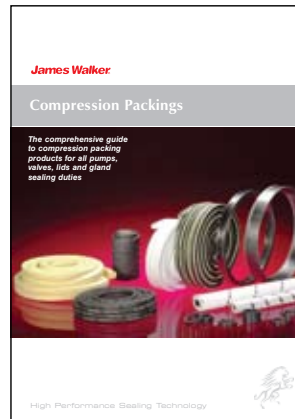 James Walker
Compression Packings
The comprehensive guide
to compression packing
products for all pumps,
valves, lids and gland
sealing duties
High Performance Sealing Technology